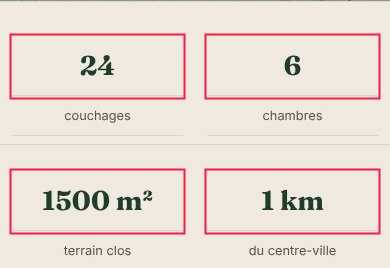 24
6
couchages
chambres
1500 m²
1 km
terrain clos
du centre-ville